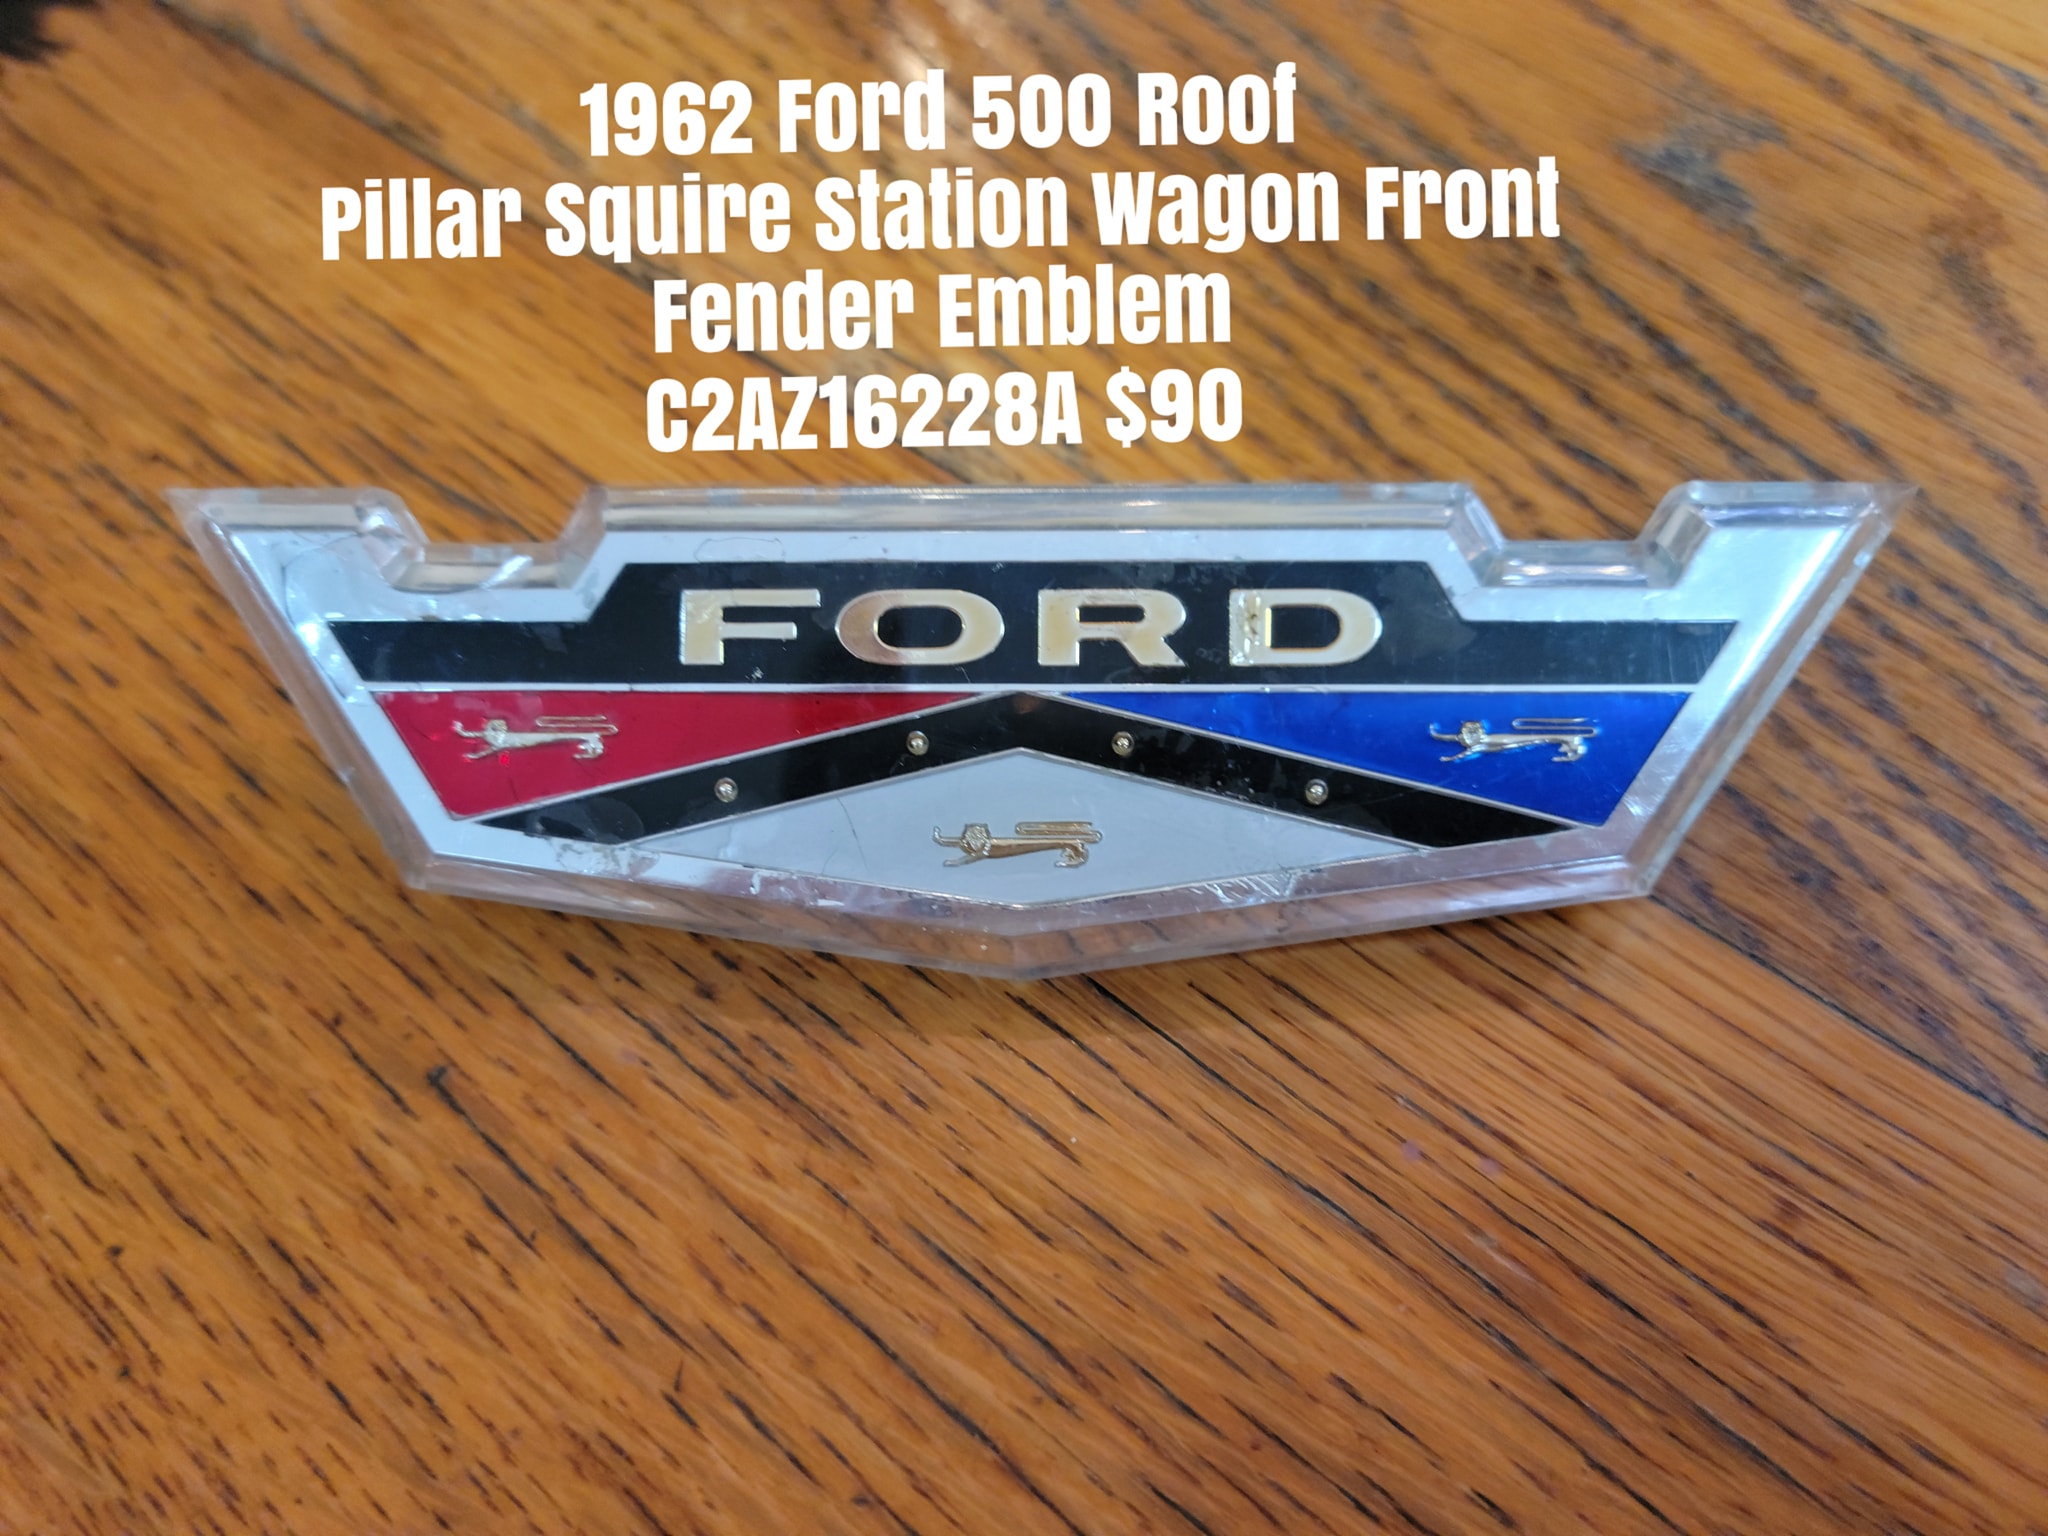 1962 Ford 500 Roof
Pillar Squire Station Wagon Front
Fender Emblem
C2AZ16228A $90
FORD